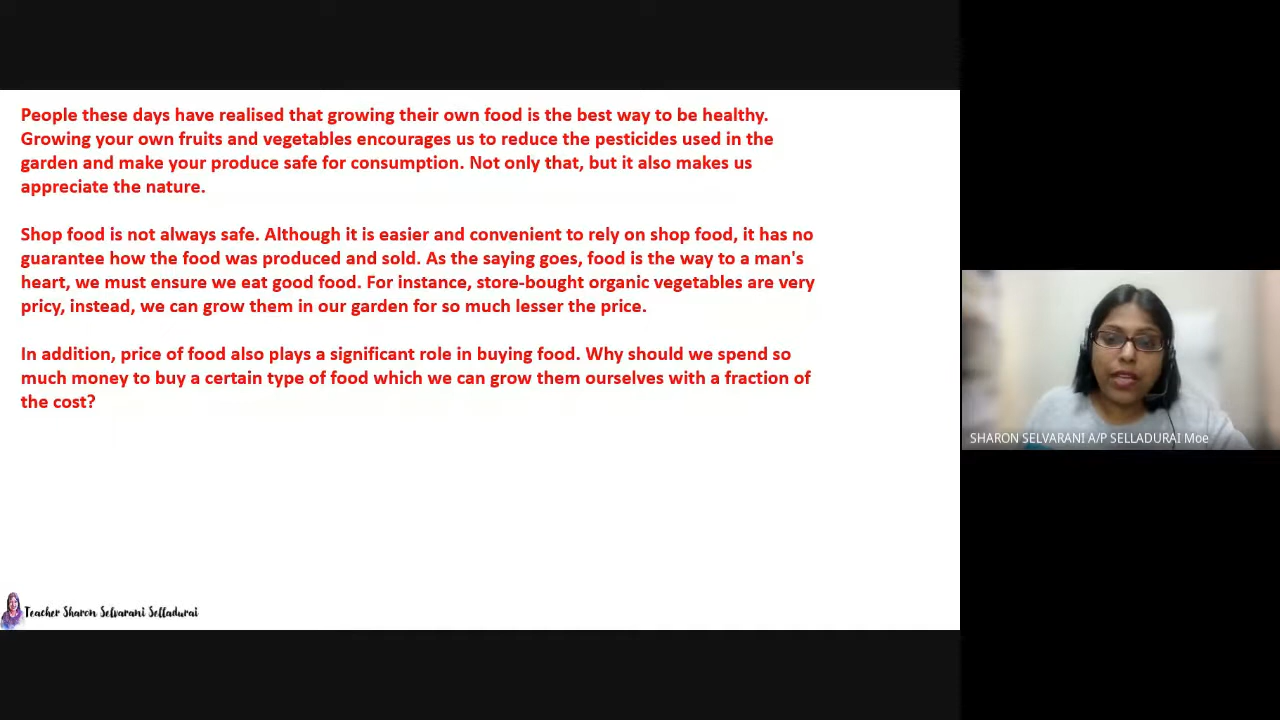 People these days have realised that growing their own food is the best way to be healthy.
Growing your own fruits and vegetables encourages us to reduce the pesticides used in the
garden and make your produce safe for consumption. Not only that, but it also makes us
appreciate the nature.
Shop food is not always safe. Although it is easier and convenient to rely on shop food, it has no
guarantee how the food was produced and sold. As the saying goes, food is the way to a man's
heart, we must ensure we eat good food. For instance, store-bought organic vegetables are very
pricy, instead, we can grow them in our garden for so much lesser the price.
In addition, price of food also plays a significant role in buying food. Why should we spend so
much money to buy a certain type of food which we can grow them ourselves with a fraction of
the cost?
SHARON SELVARANI A/P SELLADURAI Moe
Teacher Sharon Selvarani Selladurai